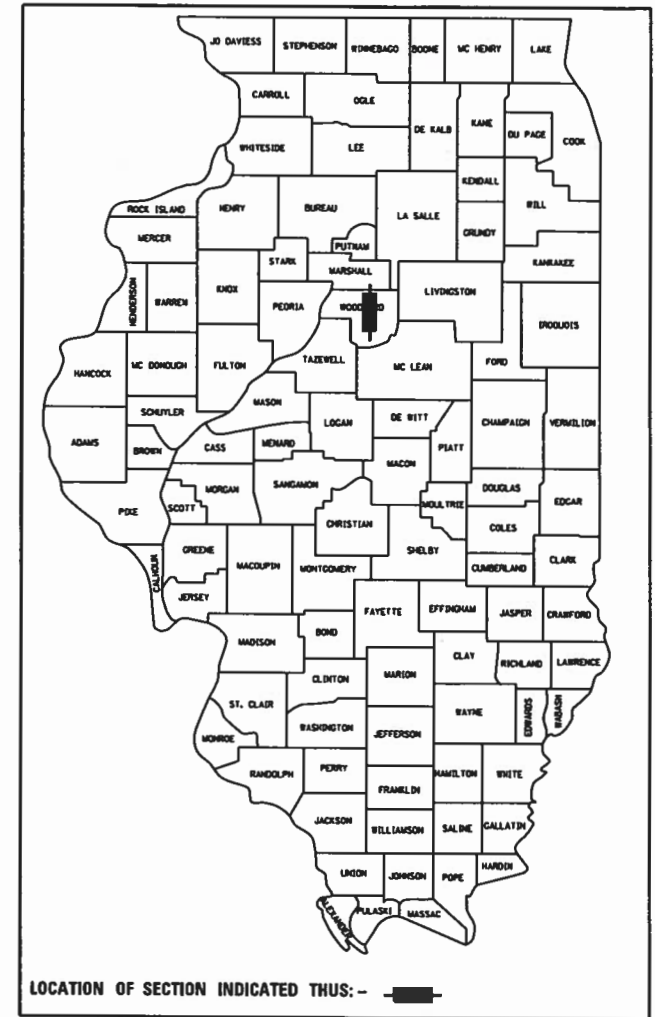 JO DAVIESS STEPHENSON WINNEBAGO BOONE MC HENRY LAKE
CARROLL OGLE KANE
DE KALB DU PAGE COOK
WHITESIDE LEE
KENDALL
ROCK ISLAND HENRY BUREAU LA SALLE WILL
MERCER PUTNAM GRUNDY
STARK MARSHALL KANKAKEE
HENDERSON WARREN KNOX PEORIA LIVINGSTON
IROQUOIS
HANCOCK MC DONOUGH FULTON TAZEWELL MC LEAN FORD
MASON
SCHUYLER LOGAN DE WITT CHAMPAIGN VERMILION
ADAMS BROWN CASS MENARD PIATT
MACON
MORGAN SANGAMON DOUGLAS
PIKE SCOTT MOULTRIE EDGAR
CHRISTIAN COLES
GREENE SHELBY
CALHOUN MACOUPIN MONTGOMERY CUMBERLAND CLARK
JERSEY FAYETTE EFFINGHAM JASPER CRAWFORD
BOND
MADISON CLAY RICHLAND LAWRENCE
CLINTON MARION
ST. CLAIR WAYNE EDWARDS WABASH
WASHINGTON JEFFERSON
MONROE
RANDOLPH PERRY HAMILTON WHITE
FRANKLIN
JACKSON WILLIAMSON SALINE GALLATIN
HARDIN
UNION JOHNSON POPE
ALEXANDER PULASKI MASSAC
LOCATION OF SECTION INDICATED THUS: -